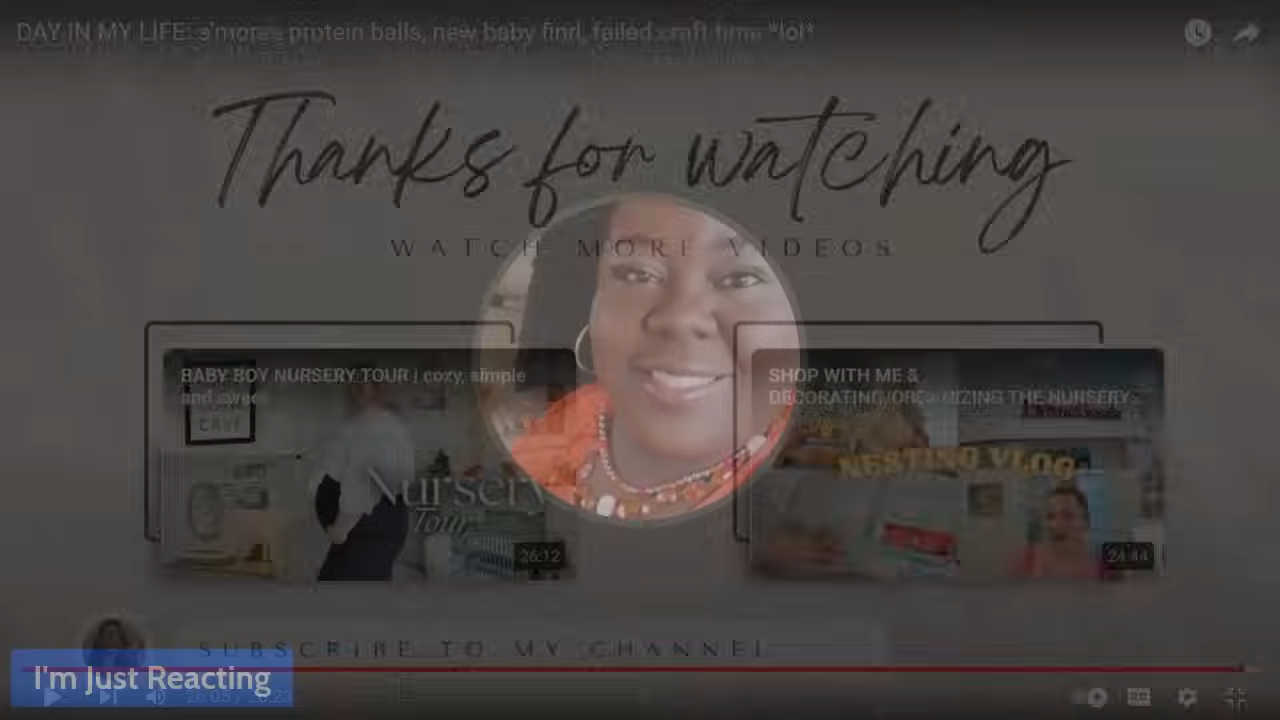 DAY IN MY LIFE: s'mores protein balls, new baby find, failed craft time *lol*
Thanks for watching
WATCH MORE VIDEOS
BABY BOY NURSERY TOUR | cozy, simple
and sweet
CAVE
Nursery
Tour
26:12
SHOP WITH ME &
DECORATING/ORGANIZING THE NURSERY
NESTING VLOG
24:44
SUBSCRIBE TO MY CHANNEL
I'm Just Reacting